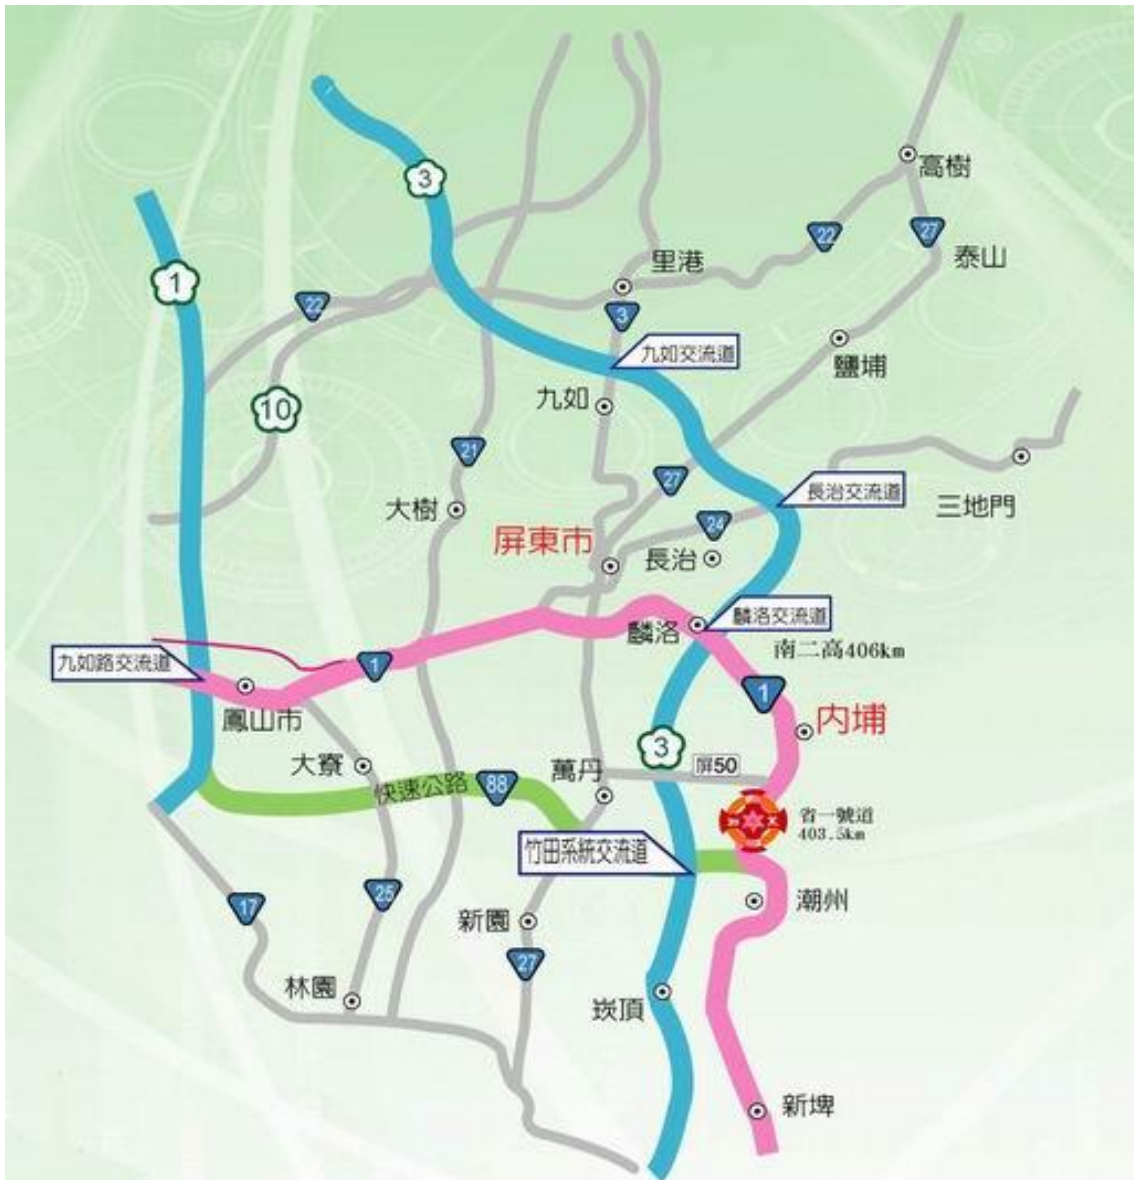 3
高樹
22
27
泰山
1
里港
22
3
九如交流道
鹽埔
九如
10
21
27
長治交流道
大樹
三地門
24
屏東市
長治
麟洛交流道
麟洛
南二高406km
九如路交流道
1
1
鳳山市
內埔
3
大寮
萬丹
屏50
快速公路
88
省一號道
403.5km
竹田系統交流道
25
17
潮州
新園
27
林園
崁頂
新埤